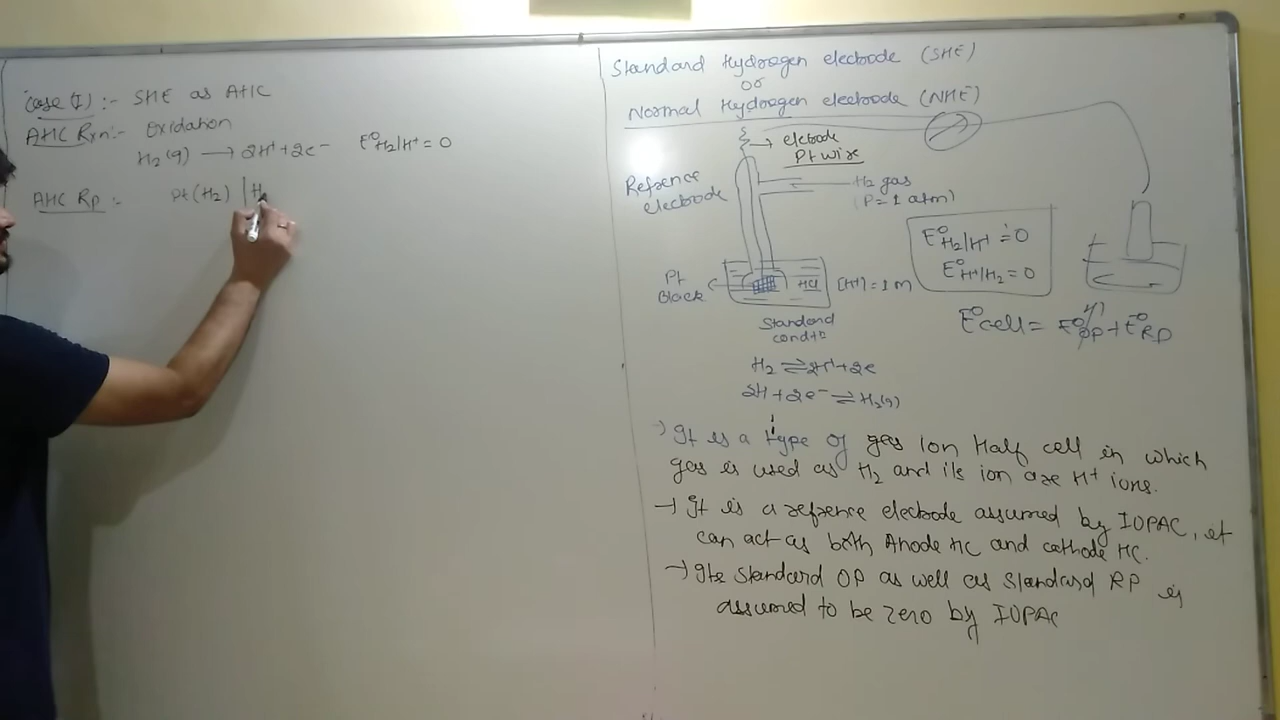 Case (I) :- SHE as AHC
AHC Rxn:- Oxidation
H2(g) → 2H+ + 2e- E°H2/H+ = 0
AHC Rp :- Pt(H2) | H
Standard Hydrogen electrode (SHE)
or
Normal Hydrogen electrode (NHE)
→ eletode
Pt wire
Refrence
electrode
H2 gas
(P = 1 atm)
E°H2/H+ = 0
E°H+/H2 = 0
Pt
Black
HCl
[H+] = 1 m
Standard
condtn
E°cell = E°OP + E°RP
H2 ⇌ 2H+ + 2e
2H + 2e- ⇌ H2(g)
→ It is a type of gas Ion Half cell in which
gas is used as H2 and its ion are H+ ions.
→ It is a refrence electrode assumed by IUPAC, it
can act as both Anode HC and cathode HC.
→ Its standard OP as well as standard RP is
assumed to be zero by IUPAC